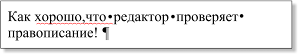 Как хорошо,что•редактор•проверяет•
правописание! ¶